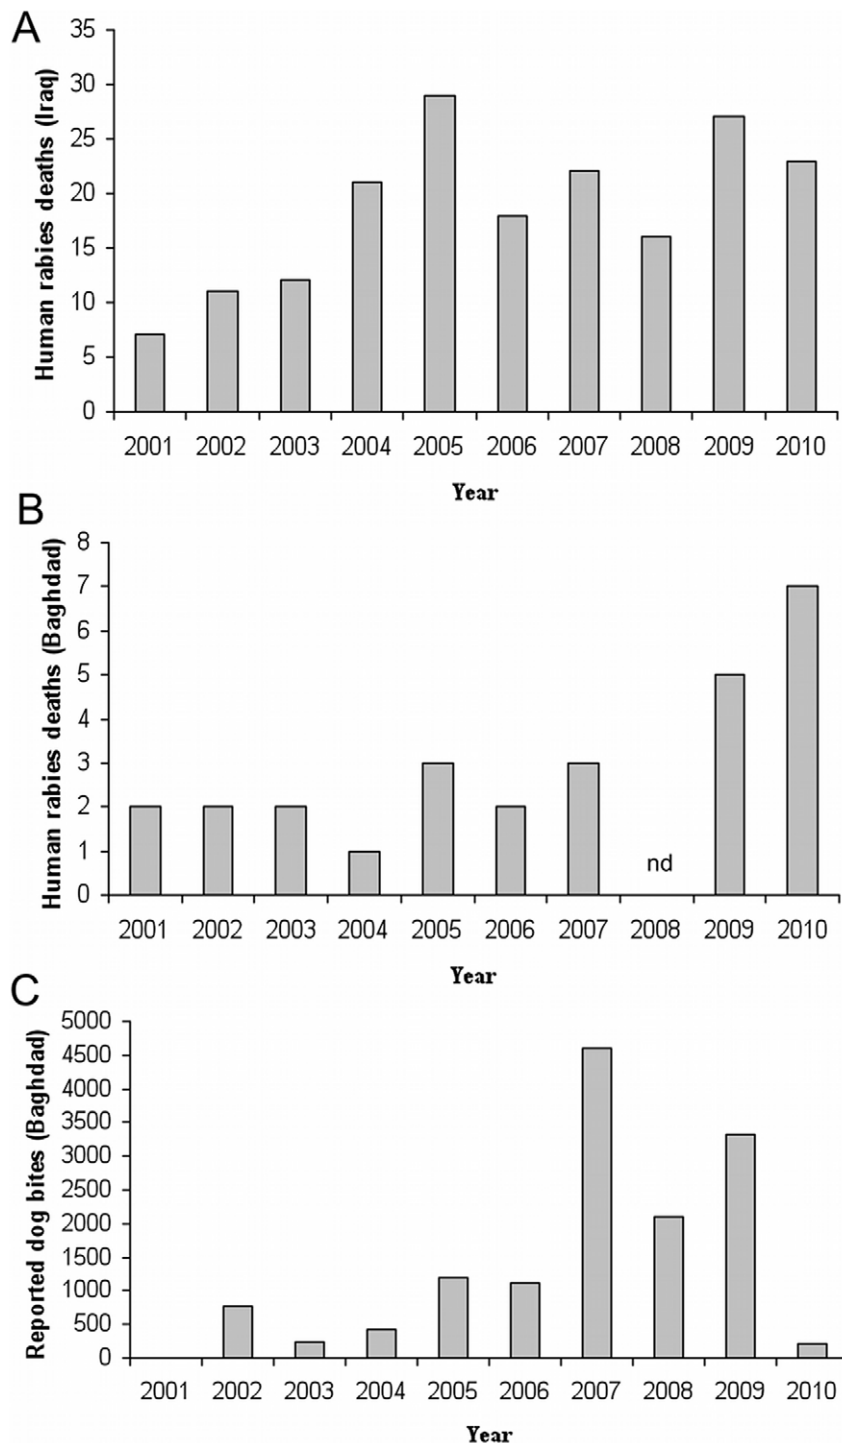 A
Human rabies deaths (Iraq)
35
30
25
20
15
10
5
0
2001 2002 2003 2004 2005 2006 2007 2008 2009 2010
Year
B
Human rabies deaths (Baghdad)
8
7
6
5
4
3
2
1
0
nd
2001 2002 2003 2004 2005 2006 2007 2008 2009 2010
Year
C
Reported dog bites (Baghdad)
5000
4500
4000
3500
3000
2500
2000
1500
1000
500
0
2001 2002 2003 2004 2005 2006 2007 2008 2009 2010
Year